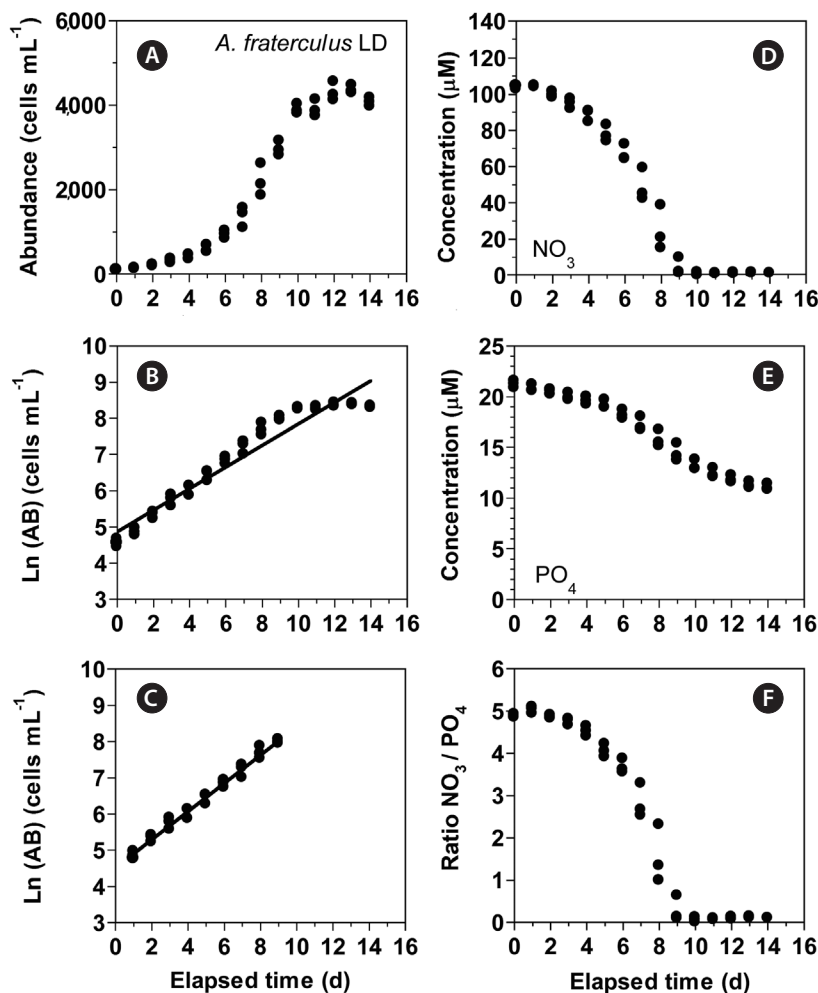 A
A. fraterculus LD
Abundance (cells mL⁻¹)
6,000
4,000
2,000
0
0 2 4 6 8 10 12 14 16
D
NO₃
Concentration (μM)
140
120
100
80
60
40
20
0
0 2 4 6 8 10 12 14 16
B
Ln (AB) (cells mL⁻¹)
10
9
8
7
6
5
4
3
0 2 4 6 8 10 12 14 16
E
PO₄
Concentration (μM)
25
20
15
10
5
0
0 2 4 6 8 10 12 14 16
C
Ln (AB) (cells mL⁻¹)
10
9
8
7
6
5
4
3
0 2 4 6 8 10 12 14 16
Elapsed time (d)
F
Ratio NO₃ / PO₄
6
5
4
3
2
1
0
0 2 4 6 8 10 12 14 16
Elapsed time (d)